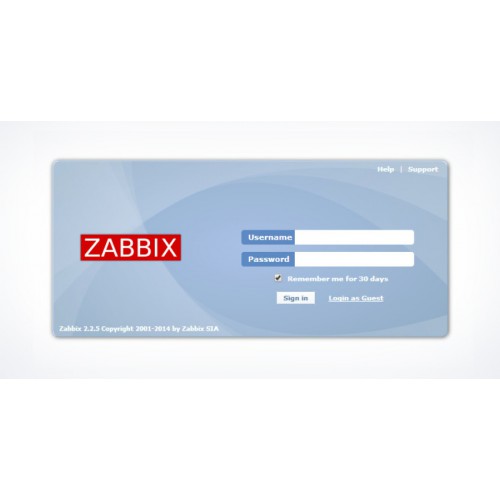 Help | Support
ZABBIX
Username
Password
Remember me for 30 days
Sign in Login as Guest
Zabbix 2.3.5 Copyright 2001-2014 by Zabbix SIA